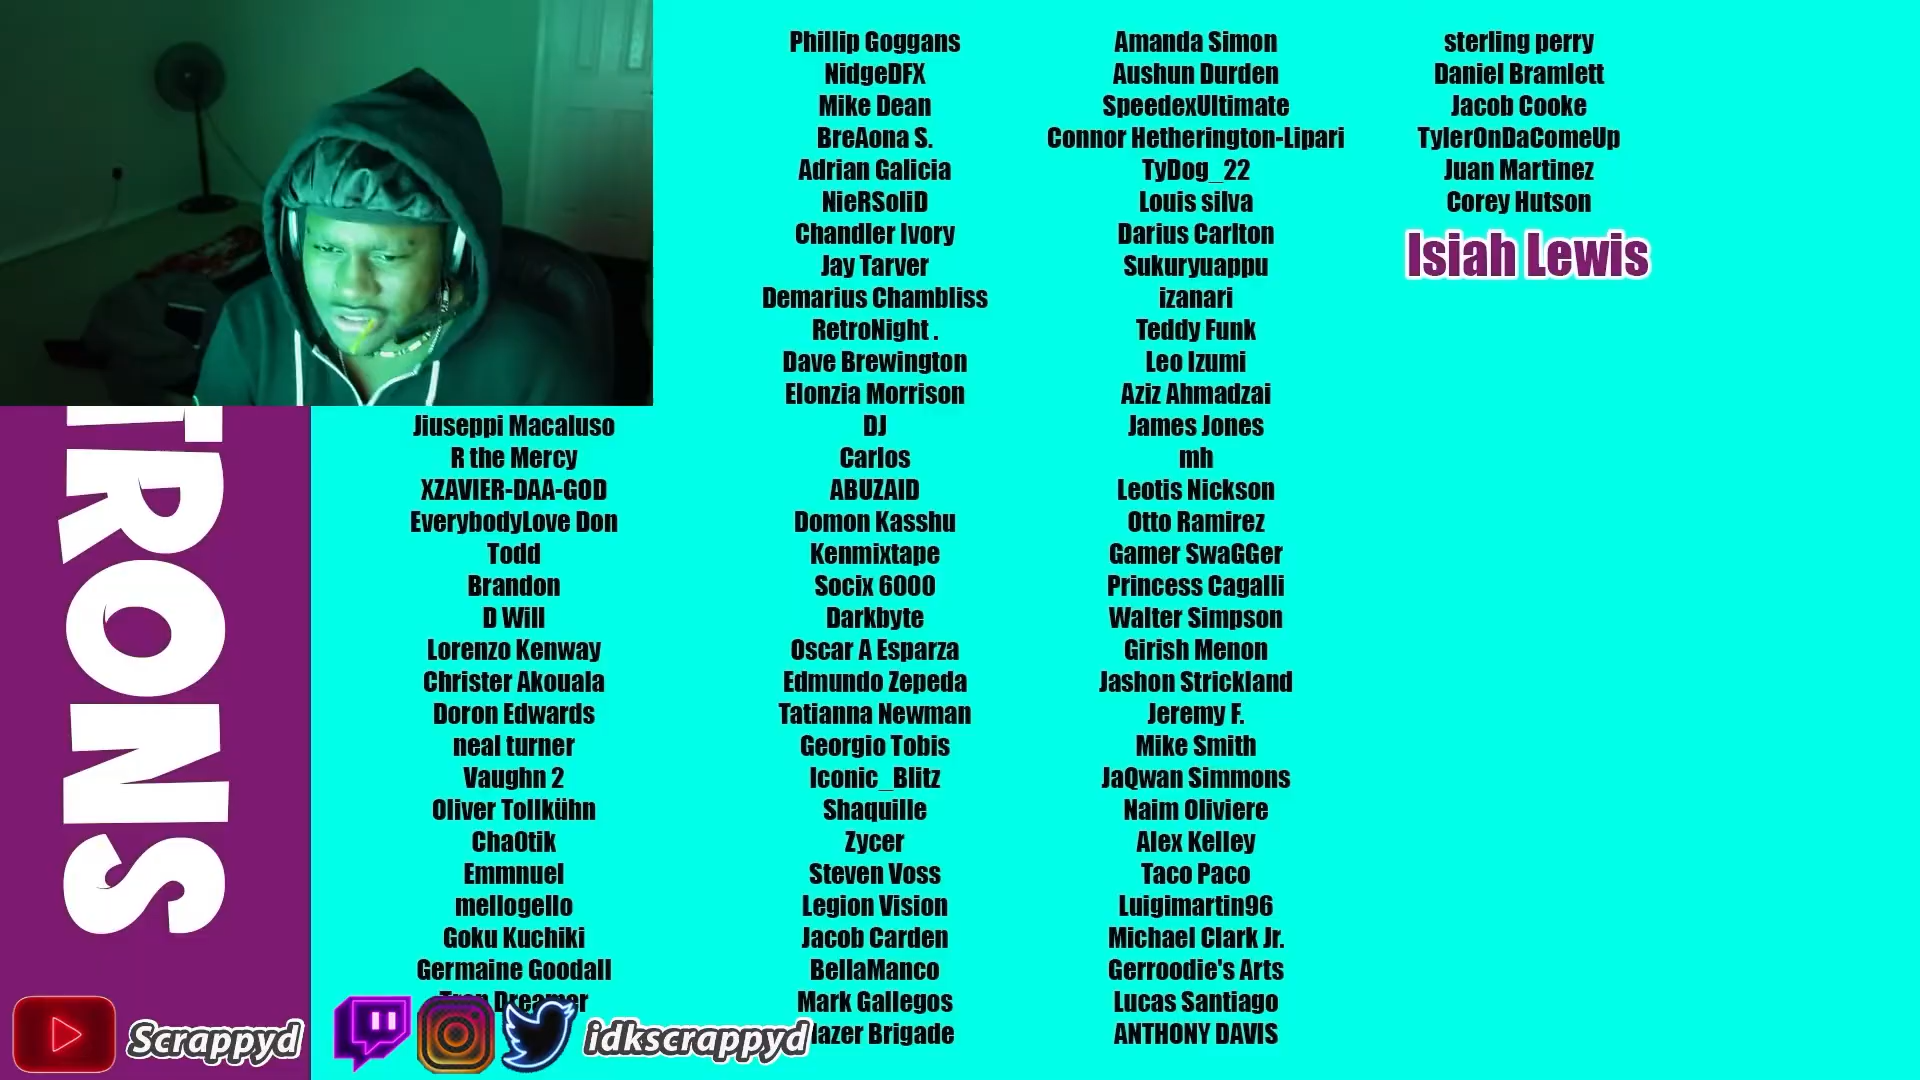 TRONS
Jiuseppi Macaluso
R the Mercy
XZAVIER-DAA-GOD
EverybodyLove Don
Todd
Brandon
D Will
Lorenzo Kenway
Christer Akouala
Doron Edwards
neal turner
Vaughn 2
Oliver Tollkühn
Cha0tik
Emmnuel
mellogello
Goku Kuchiki
Germaine Goodall
Phillip Goggans
NidgeDFX
Mike Dean
BreAona S.
Adrian Galicia
NieRSoliD
Chandler Ivory
Jay Tarver
Demarius Chambliss
RetroNight .
Dave Brewington
Elonzia Morrison
DJ
Carlos
ABUZAID
Domon Kasshu
Kenmixtape
Socix 6000
Darkbyte
Oscar A Esparza
Edmundo Zepeda
Tatianna Newman
Georgio Tobis
Iconic_Blitz
Shaquille
Zycer
Steven Voss
Legion Vision
Jacob Carden
BellaManco
Mark Gallegos
Brigade
Amanda Simon
Aushun Durden
SpeedexUltimate
Connor Hetherington-Lipari
TyDog_22
Louis silva
Darius Carlton
Sukuryuappu
izanari
Teddy Funk
Leo Izumi
Aziz Ahmadzai
James Jones
mh
Leotis Nickson
Otto Ramirez
Gamer SwaGGer
Princess Cagalli
Walter Simpson
Girish Menon
Jashon Strickland
Jeremy F.
Mike Smith
JaQwan Simmons
Naim Oliviere
Alex Kelley
Taco Paco
Luigimartin96
Michael Clark Jr.
Gerroodie's Arts
Lucas Santiago
ANTHONY DAVIS
sterling perry
Daniel Bramlett
Jacob Cooke
TylerOnDaComeUp
Juan Martinez
Corey Hutson
Isiah Lewis
Scrappyd
idkscrappyd